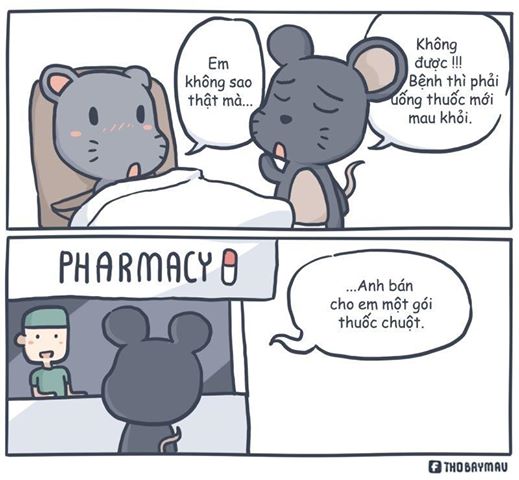 Em
không sao
thật mà...
Không
được !!!
Bệnh thì phải
uống thuốc mới
mau khỏi.
PHARMACY
...Anh bán
cho em một gói
thuốc chuột.
f THOBAYMAU